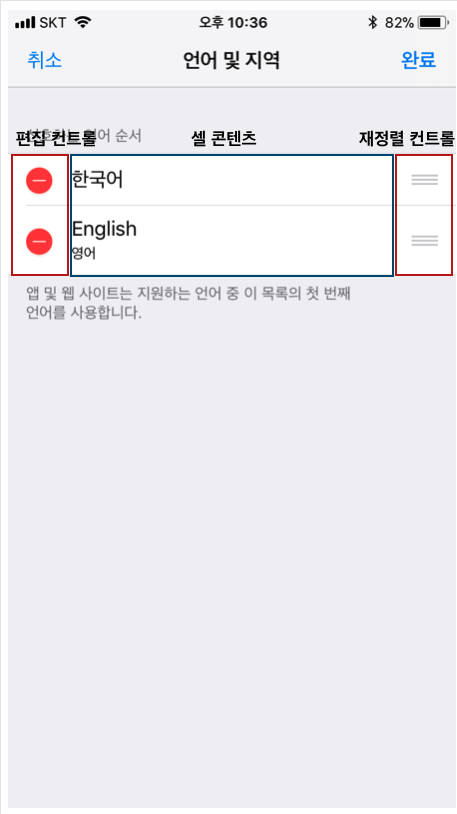 SKT 오후 10:36 82%
취소 언어 및 지역 완료
편집 컨트롤 어 순서 셀 콘텐츠 재정렬 컨트롤
한국어
English
영어
앱 및 웹 사이트는 지원하는 언어 중 이 목록의 첫 번째
언어를 사용합니다.